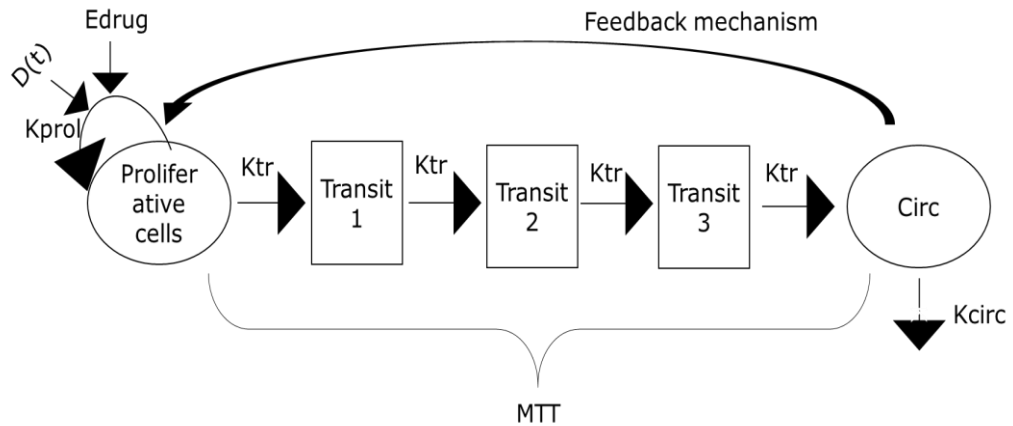 Edrug
Feedback mechanism
D(t)
Kprol
Prolifer
ative
cells
Ktr
Transit
1
Ktr
Transit
2
Ktr
Transit
3
Ktr
Circ
Kcirc
MTT